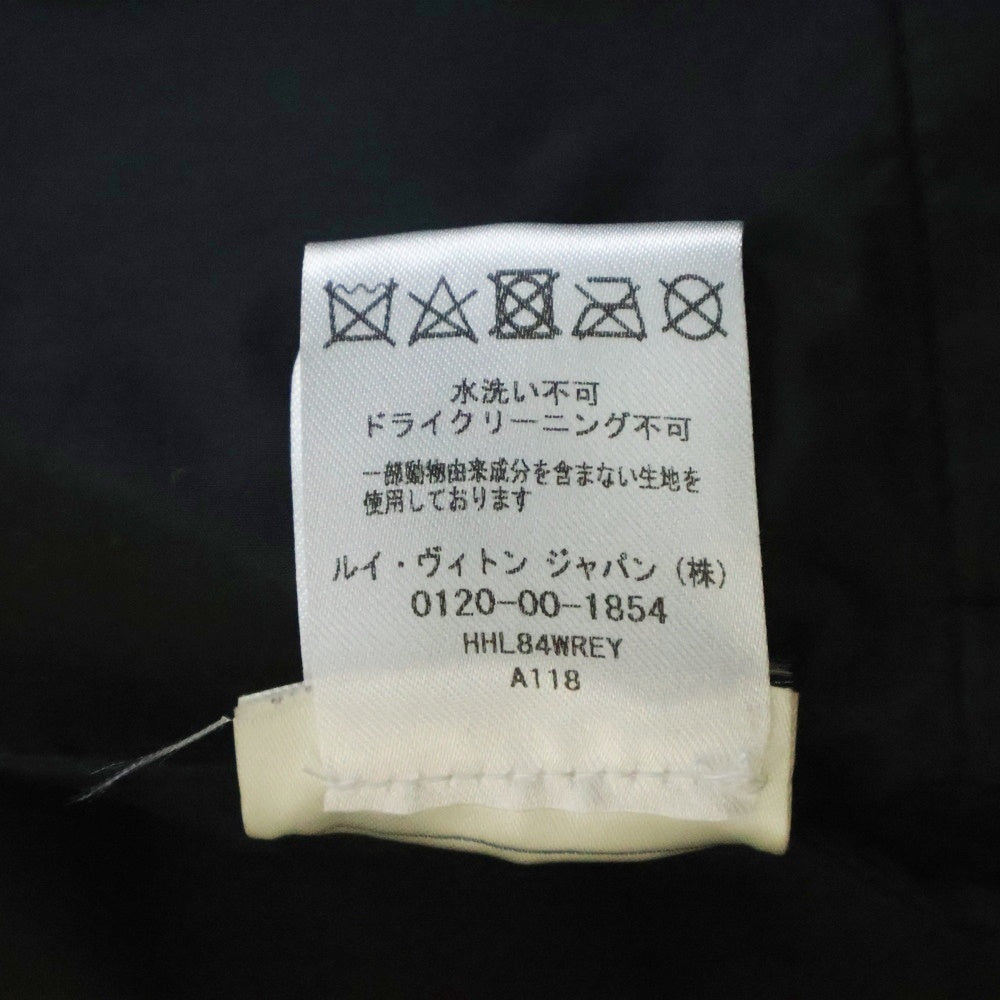 水洗い不可
ドライクリーニング不可
一部動物由来成分を含まない生地を
使用しております
ルイ・ヴィトン ジャパン (株)
0120-00-1854
HHL84WREY
A118